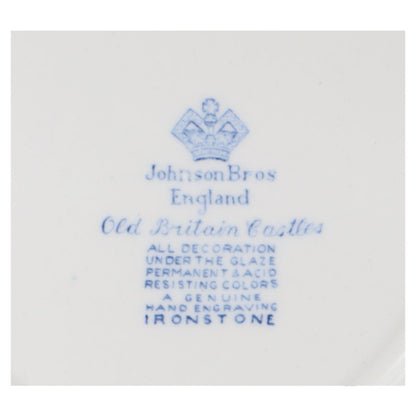 Johnson Bros
England
Old Britain Castles
ALL DECORATION
UNDER THE GLAZE
PERMANENT & ACID
RESISTING COLORS
A GENUINE
HAND ENGRAVING
IRONSTONE